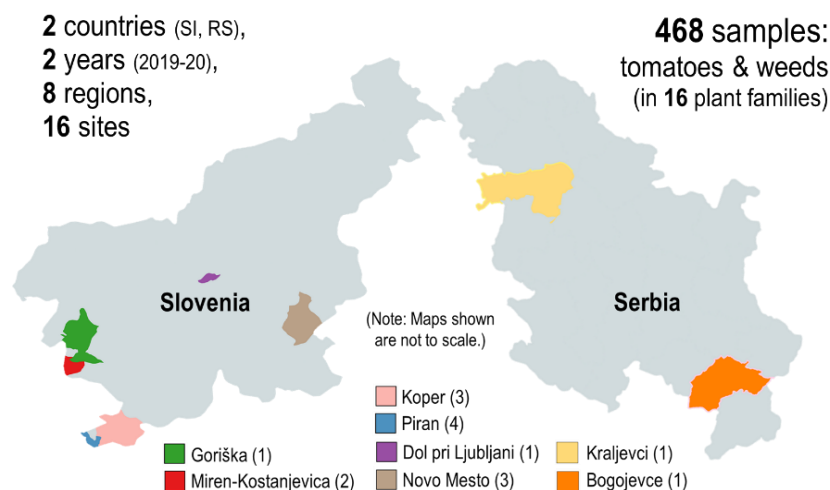 2 countries (SI, RS),
2 years (2019-20),
8 regions,
16 sites
468 samples:
tomatoes & weeds
(in 16 plant families)
Slovenia
Serbia
(Note: Maps shown
are not to scale.)
Koper (3)
Piran (4)
Goriška (1)
Dol pri Ljubljani (1)
Kraljevci (1)
Miren-Kostanjevica (2)
Novo Mesto (3)
Bogojevce (1)